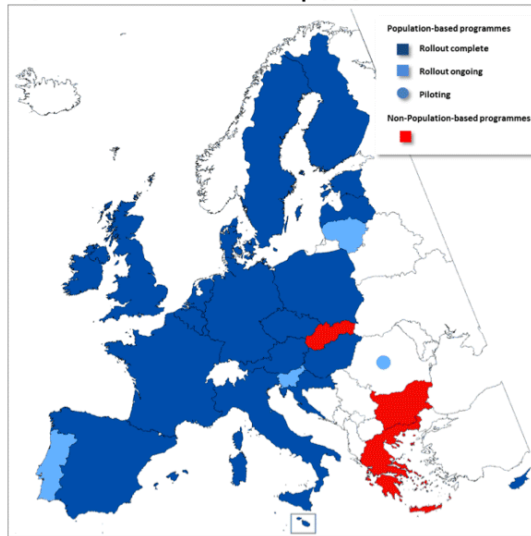 Population-based programmes
Rollout complete
Rollout ongoing
Piloting
Non-Population-based programmes